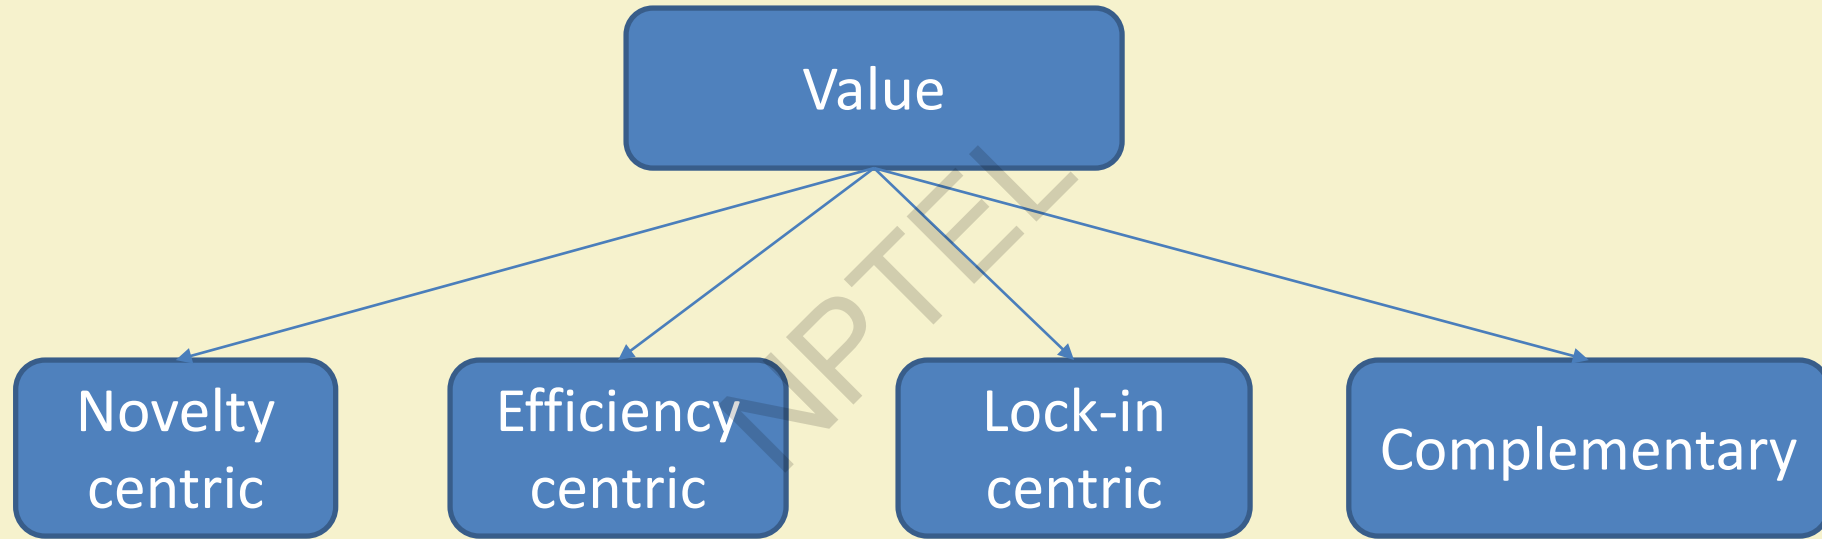 Value
NPTEL
Novelty
centric
Efficiency
centric
Lock-in
centric
Complementary